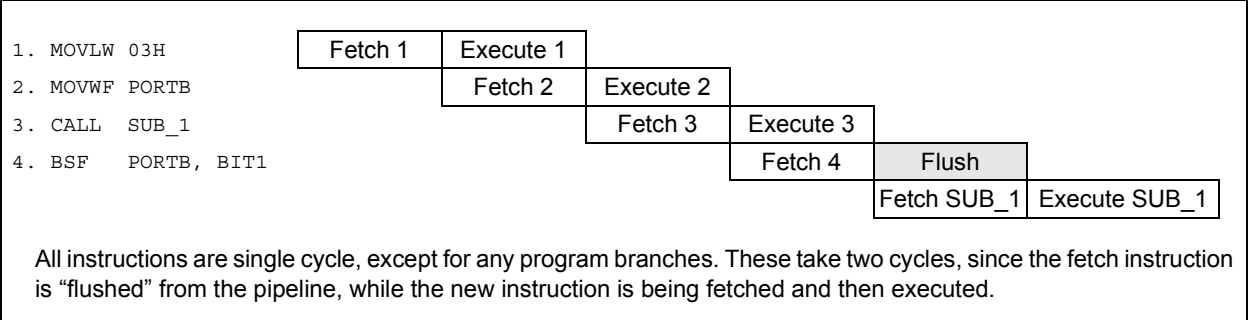 1. MOVLW 03H Fetch 1 Execute 1
2. MOVWF PORTB Fetch 2 Execute 2
3. CALL SUB_1 Fetch 3 Execute 3
4. BSF PORTB, BIT1 Fetch 4 Flush
Fetch SUB_1 Execute SUB_1
All instructions are single cycle, except for any program branches. These take two cycles, since the fetch instruction
is “flushed” from the pipeline, while the new instruction is being fetched and then executed.